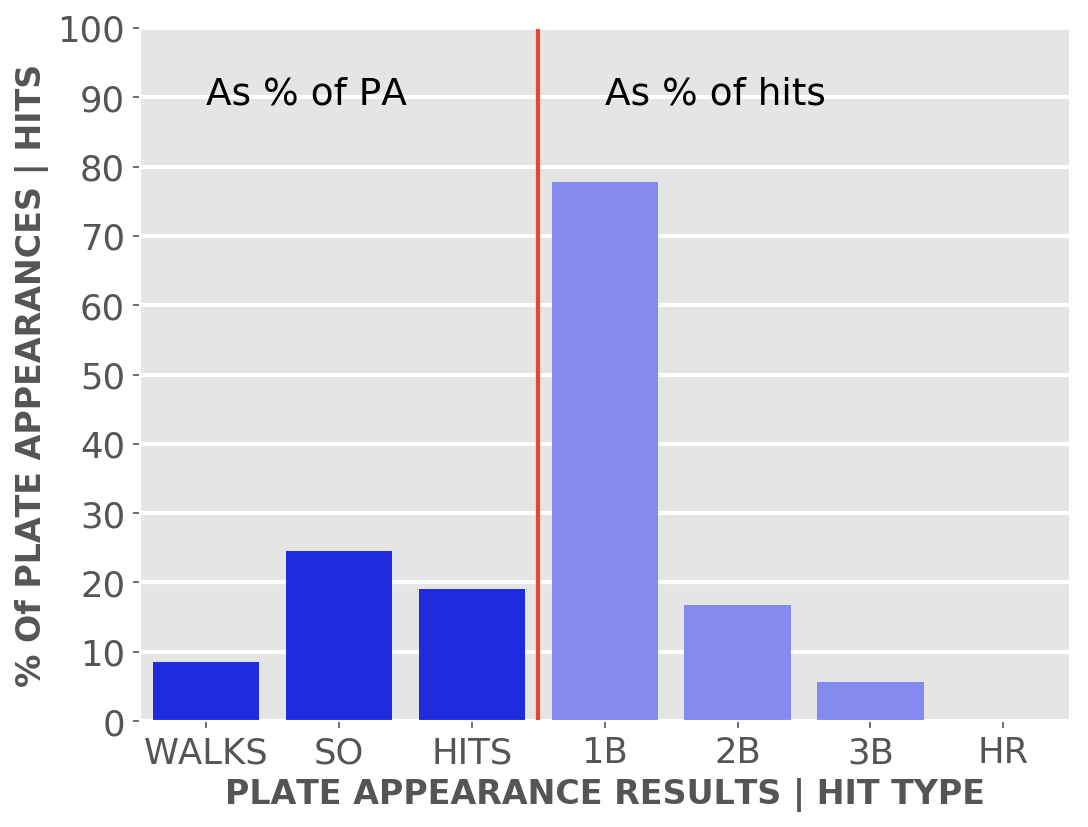 % Of PLATE APPEARANCES | HITS
100
90
80
70
60
50
40
30
20
10
0
As % of PA
As % of hits
WALKS SO HITS 1B 2B 3B HR
PLATE APPEARANCE RESULTS | HIT TYPE